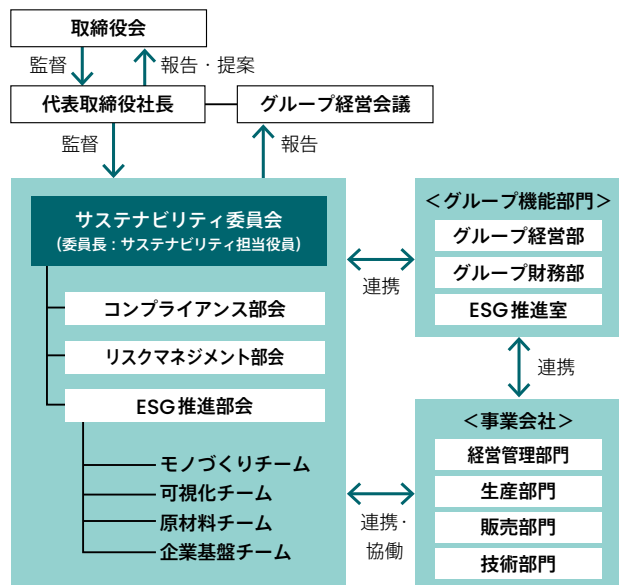 取締役会
監督
報告・提案
代表取締役社長
グループ経営会議
監督
報告
サステナビリティ委員会
(委員長：サステナビリティ担当役員)
コンプライアンス部会
リスクマネジメント部会
ESG推進部会
モノづくりチーム
可視化チーム
原材料チーム
企業基盤チーム
連携
＜グループ機能部門＞
グループ経営部
グループ財務部
ESG推進室
連携
連携・
協働
＜事業会社＞
経営管理部門
生産部門
販売部門
技術部門